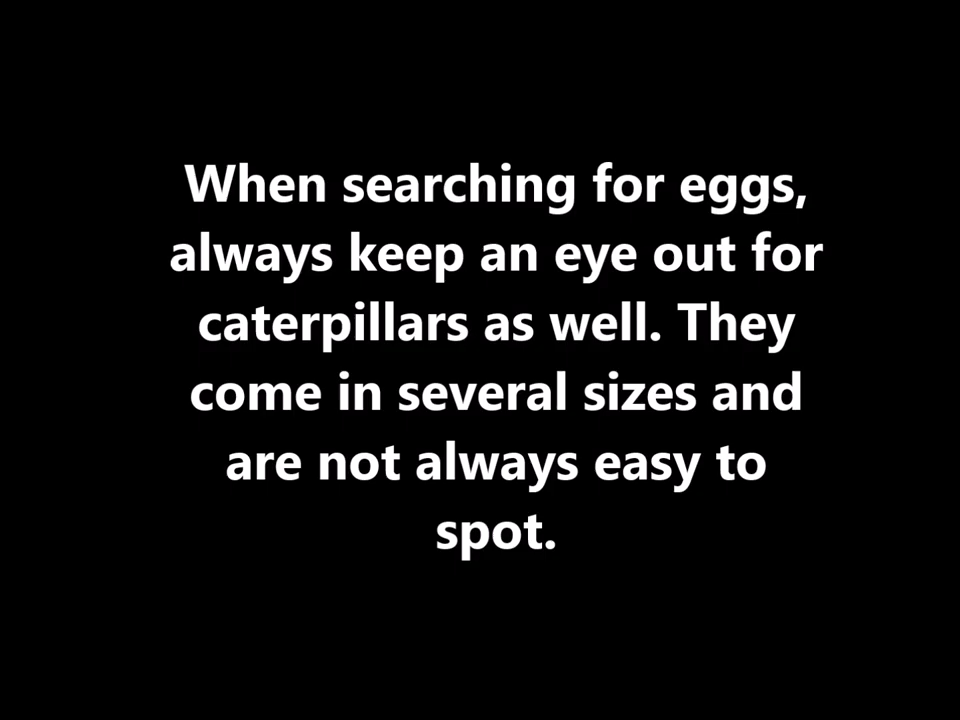 When searching for eggs,
always keep an eye out for
caterpillars as well. They
come in several sizes and
are not always easy to
spot.